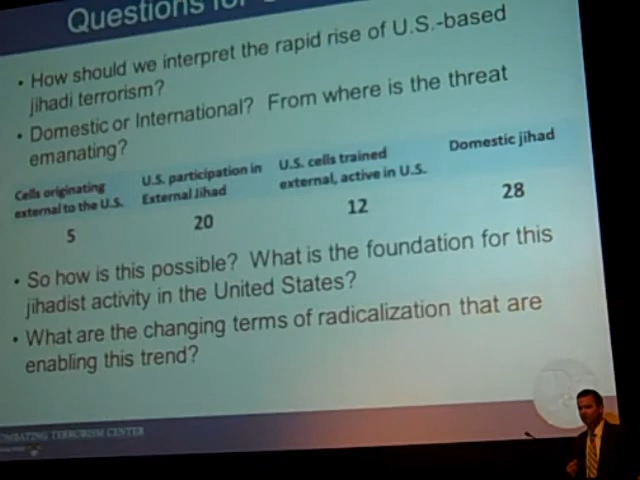 Questions for
• How should we interpret the rapid rise of U.S.-based
jihadi terrorism?
• Domestic or International? From where is the threat
emanating?
Cells originating
external to the U.S.
U.S. participation in
External Jihad
U.S. cells trained
external, active in U.S.
Domestic jihad
5 20 12 28
• So how is this possible? What is the foundation for this
jihadist activity in the United States?
• What are the changing terms of radicalization that are
enabling this trend?
COMBATING TERRORISM CENTER